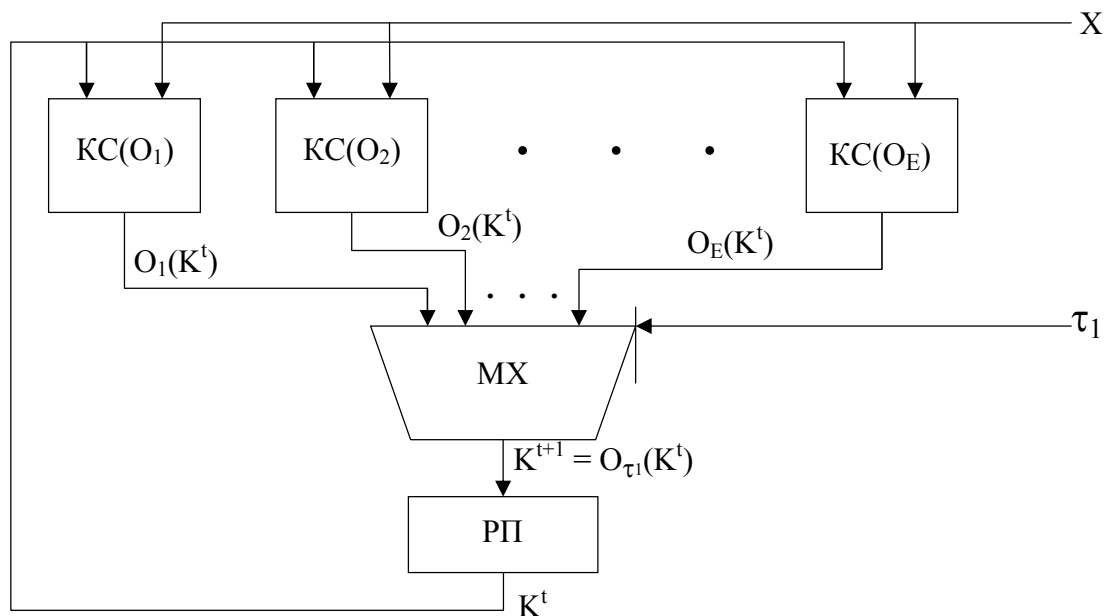 X
КС(O₁)
КС(O₂)
• • •
КС(O_E)
O₁(Kᵗ)
O₂(Kᵗ)
O_E(Kᵗ)
. . .
τ₁
МХ
Kᵗ⁺¹ = O_τ₁(Kᵗ)
РП
Kᵗ